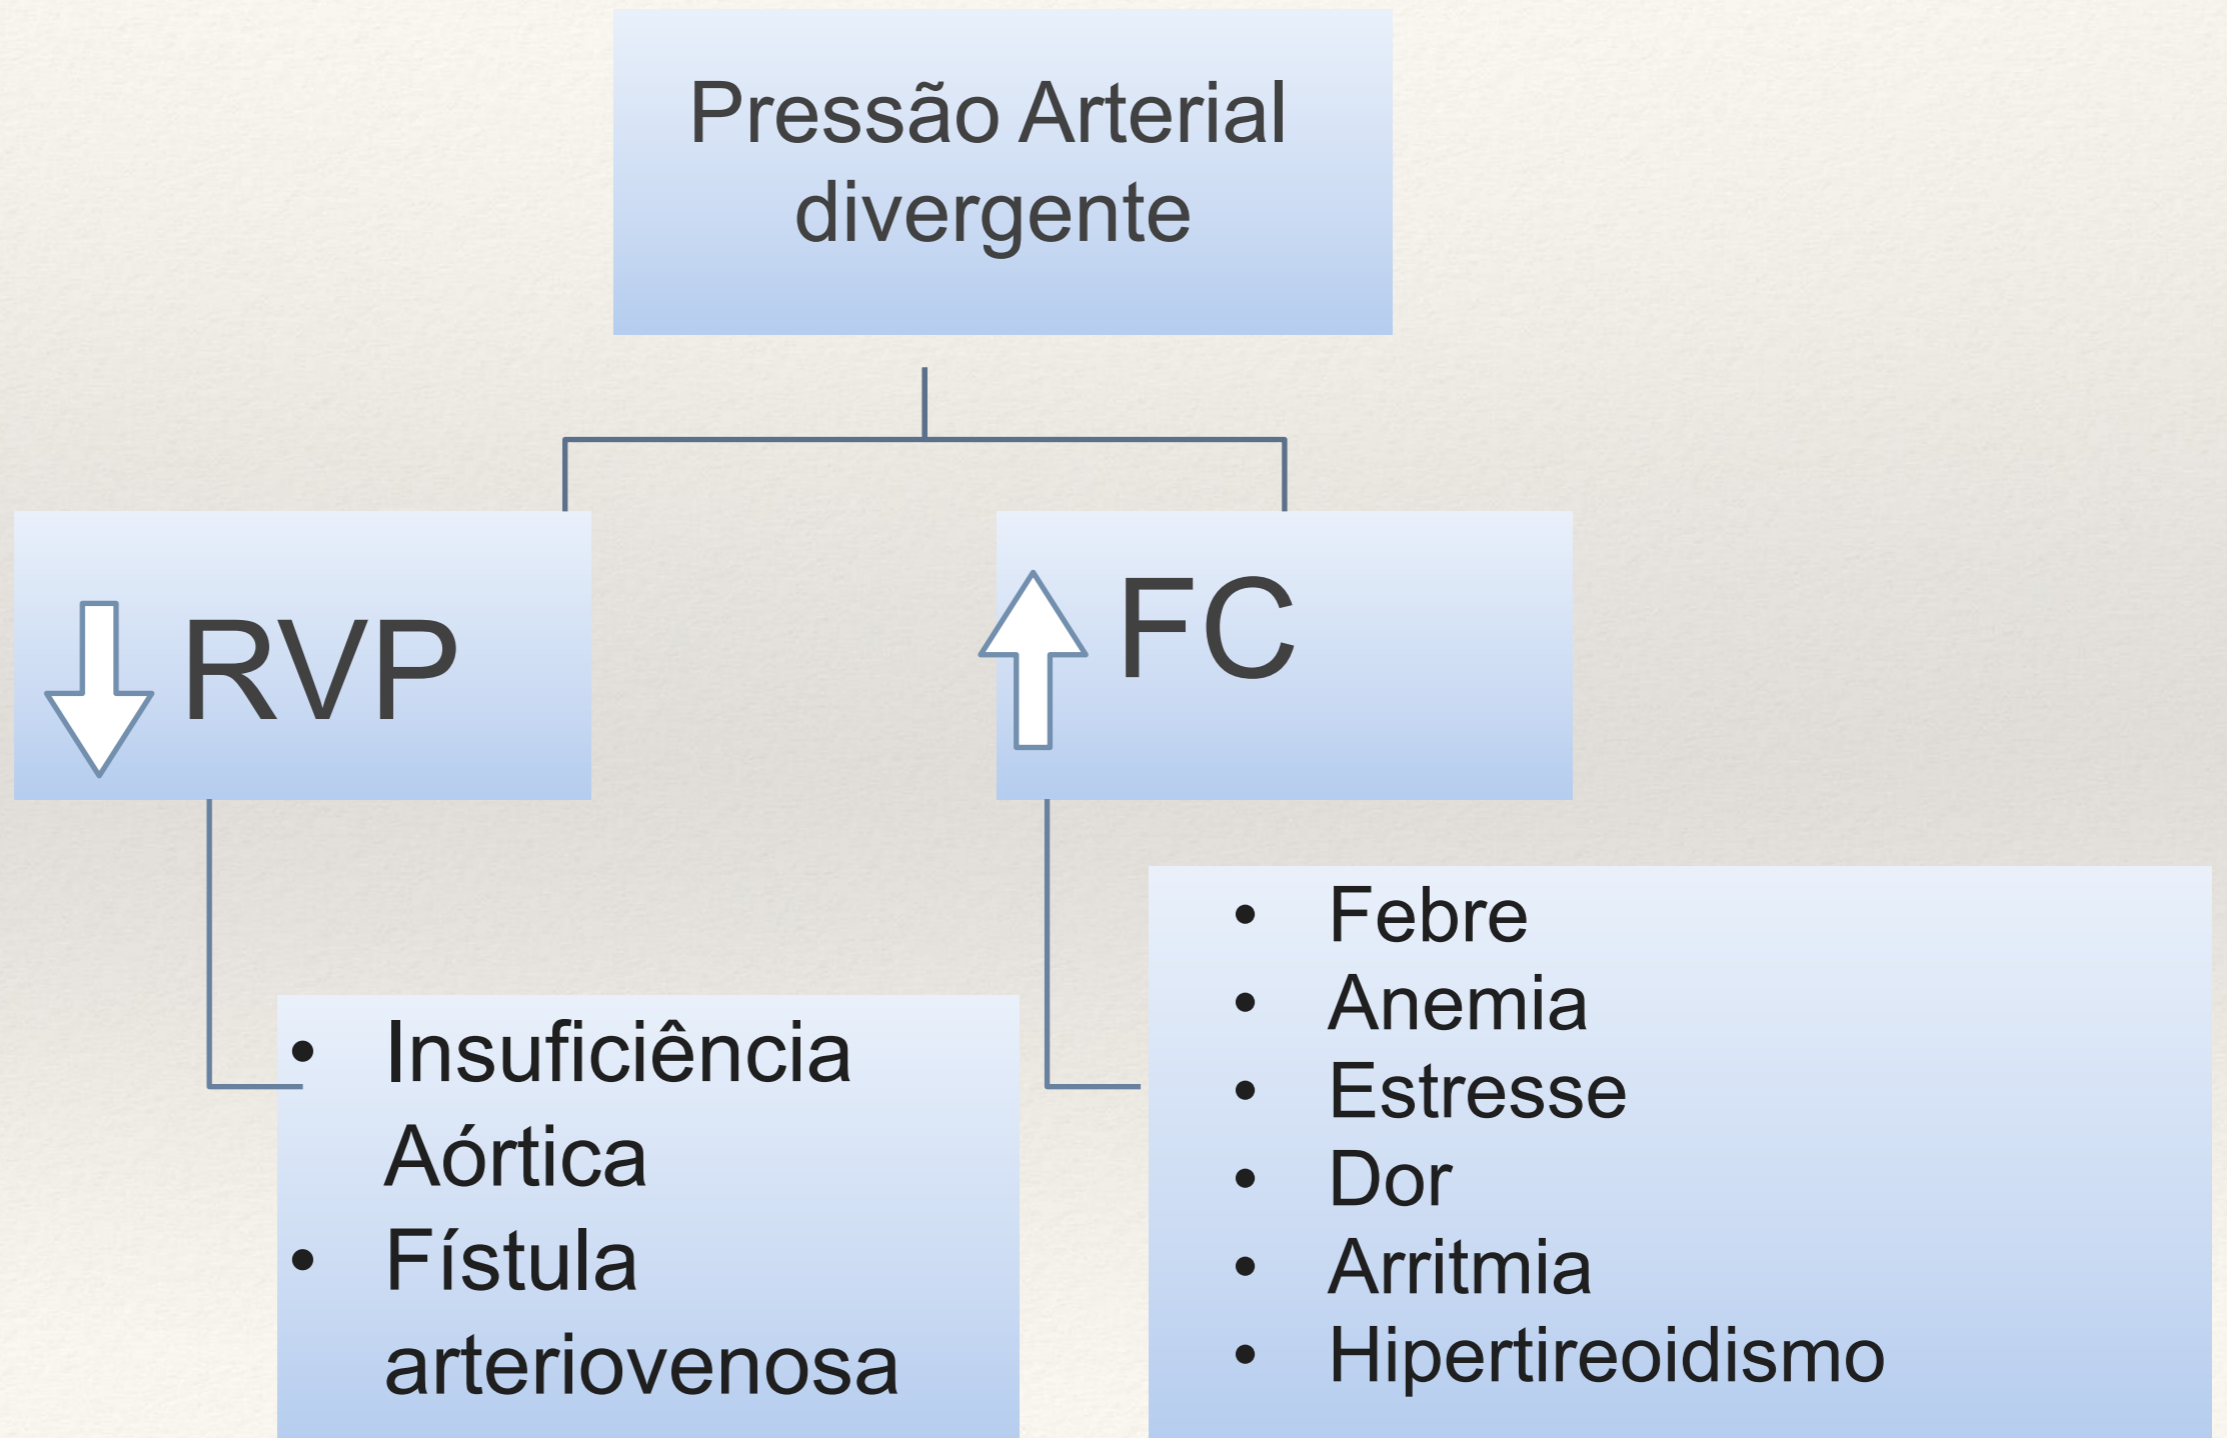 Pressão Arterial
divergente
RVP
FC
• Insuficiência
Aórtica
• Fístula
arteriovenosa
• Febre
• Anemia
• Estresse
• Dor
• Arritmia
• Hipertireoidismo